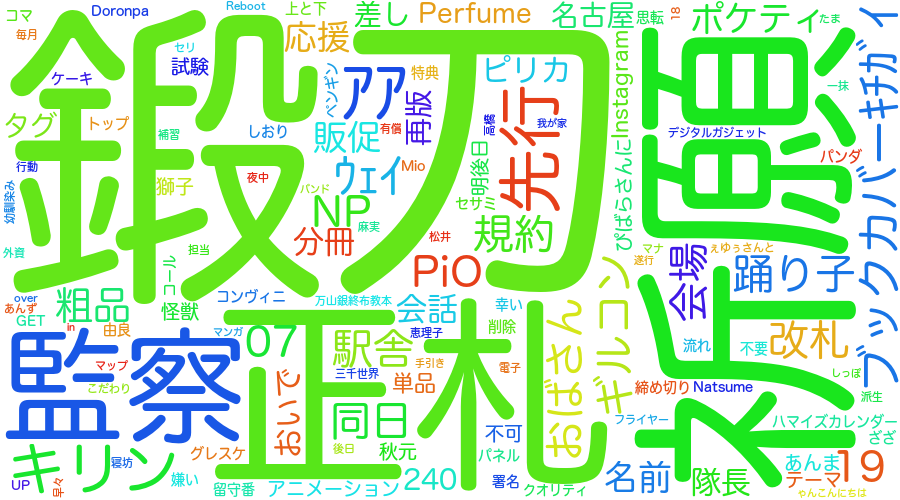 コマ
Doronpa
Reboot
上と下
差し
Perfume
名古屋
思転
18
ポケティ
たま
毎月
セリ
応援
ブックカバーキチガイ
鍛刀
祈願
ケーキ
試験
ペンギン
アア
特典
ピリカ
ぴぱらさんにInstagram
一抹
タグ
トップ
補習
しおり
販促
有償
再販
高橋
先行
我が家
デジタルガジェット
行動
獅子
夜中
ウェイ
Mio
明後日
パンダ
幼馴染み
バンド
セサミ
NP
麻実
規約
外資
担当
分冊
松井
マナ
えゆぅさんと
遂行
コール
PiO
会場
踊り子
粗品
怪獣
コンヴィニ
万山銀終布教本
会話
幸い
ギルコン
over
あんず
GET
in
由良
マンガ
07
正札
恵理子
削除
おばさん
流れ
不要
改札
監察
マップ
駅舎
手引き
電子
こだわり
三千世界
単品
締め切り
Natsume
しっぽ
派生
おいで
同日
フライヤー
ハマイズカレンダー
キリン
グレスケ
後日
秋元
不可
ざざ
寝坊
パネル
UP
早々
嫌い
留守番
アニメーション
240
署名
クオリティ
名前
隊長
あんま
テーマ
19
ゃんこんにちは